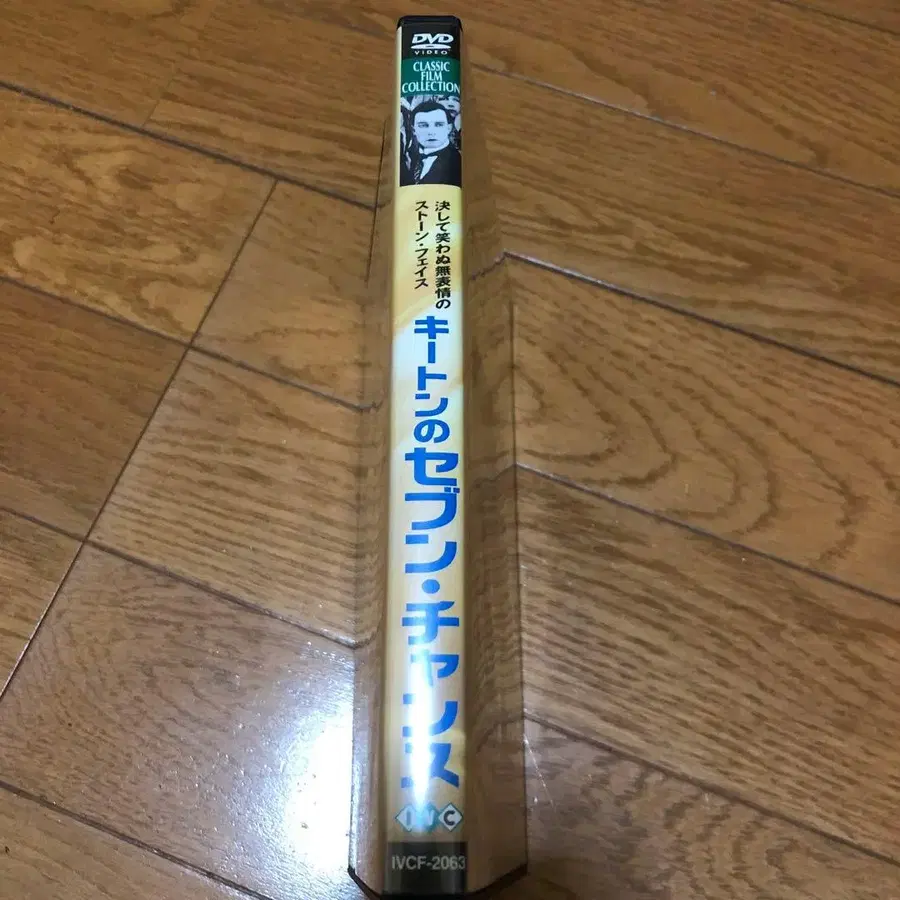 DVD
VIDEO
CLASSIC
FILM
COLLECTION
決して笑わぬ無表情の
ストーン・フェイス
キートンのセブン・チャンス
IVC
IVCF-2063